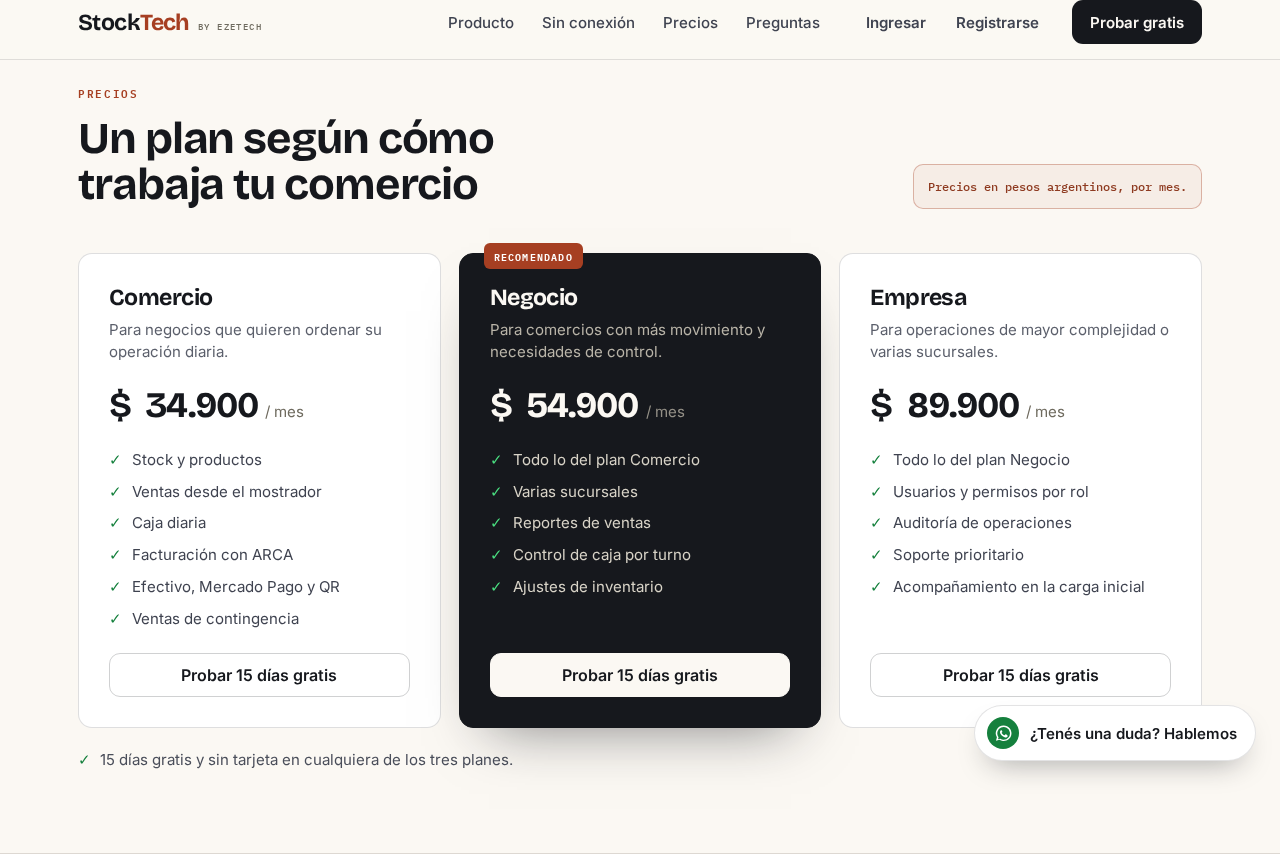 StockTech BY EZETECH
Producto Sin conexión Precios Preguntas Ingresar Registrarse Probar gratis
PRECIOS
Un plan según cómo
trabaja tu comercio
Precios en pesos argentinos, por mes.
Comercio
Para negocios que quieren ordenar su
operación diaria.
$ 34.900 / mes
✓ Stock y productos
✓ Ventas desde el mostrador
✓ Caja diaria
✓ Facturación con ARCA
✓ Efectivo, Mercado Pago y QR
✓ Ventas de contingencia
Probar 15 días gratis
RECOMENDADO
Negocio
Para comercios con más movimiento y
necesidades de control.
$ 54.900 / mes
✓ Todo lo del plan Comercio
✓ Varias sucursales
✓ Reportes de ventas
✓ Control de caja por turno
✓ Ajustes de inventario
Probar 15 días gratis
Empresa
Para operaciones de mayor complejidad o
varias sucursales.
$ 89.900 / mes
✓ Todo lo del plan Negocio
✓ Usuarios y permisos por rol
✓ Auditoría de operaciones
✓ Soporte prioritario
✓ Acompañamiento en la carga inicial
Probar 15 días gratis
¿Tenés una duda? Hablemos
✓ 15 días gratis y sin tarjeta en cualquiera de los tres planes.